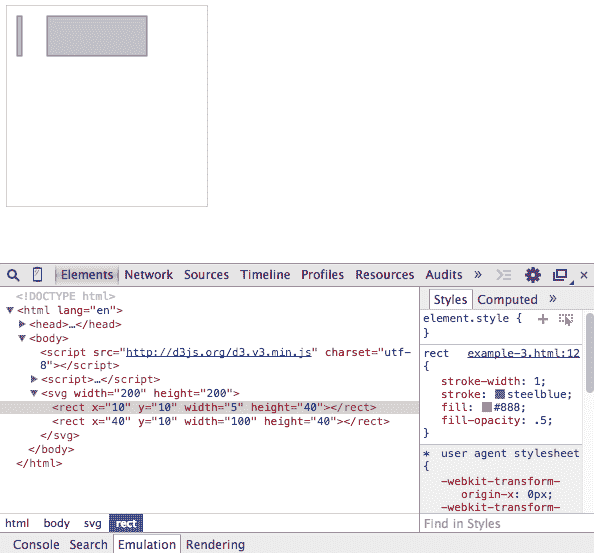 Elements Network Sources Timeline Profiles Resources Audits »
<!DOCTYPE html>
▼<html lang="en">
▶<head>…</head>
▼<body>
<script src="http://d3js.org/d3.v3.min.js" charset="utf-
8"></script>
▶<script>…</script>
▼<svg width="200" height="200">
<rect x="10" y="10" width="5" height="40"></rect>
<rect x="40" y="10" width="100" height="40"></rect>
</svg>
</body>
</html>
html body svg rect
Styles Computed »
element.style {
}
rect example-3.html:12
{
stroke-width: 1;
stroke: steelblue;
fill: #888;
fill-opacity: .5;
}
* user agent stylesheet
{
-webkit-transform-
origin-x: 0px;
-webkit-transform-
Find in Styles
Console Search Emulation Rendering